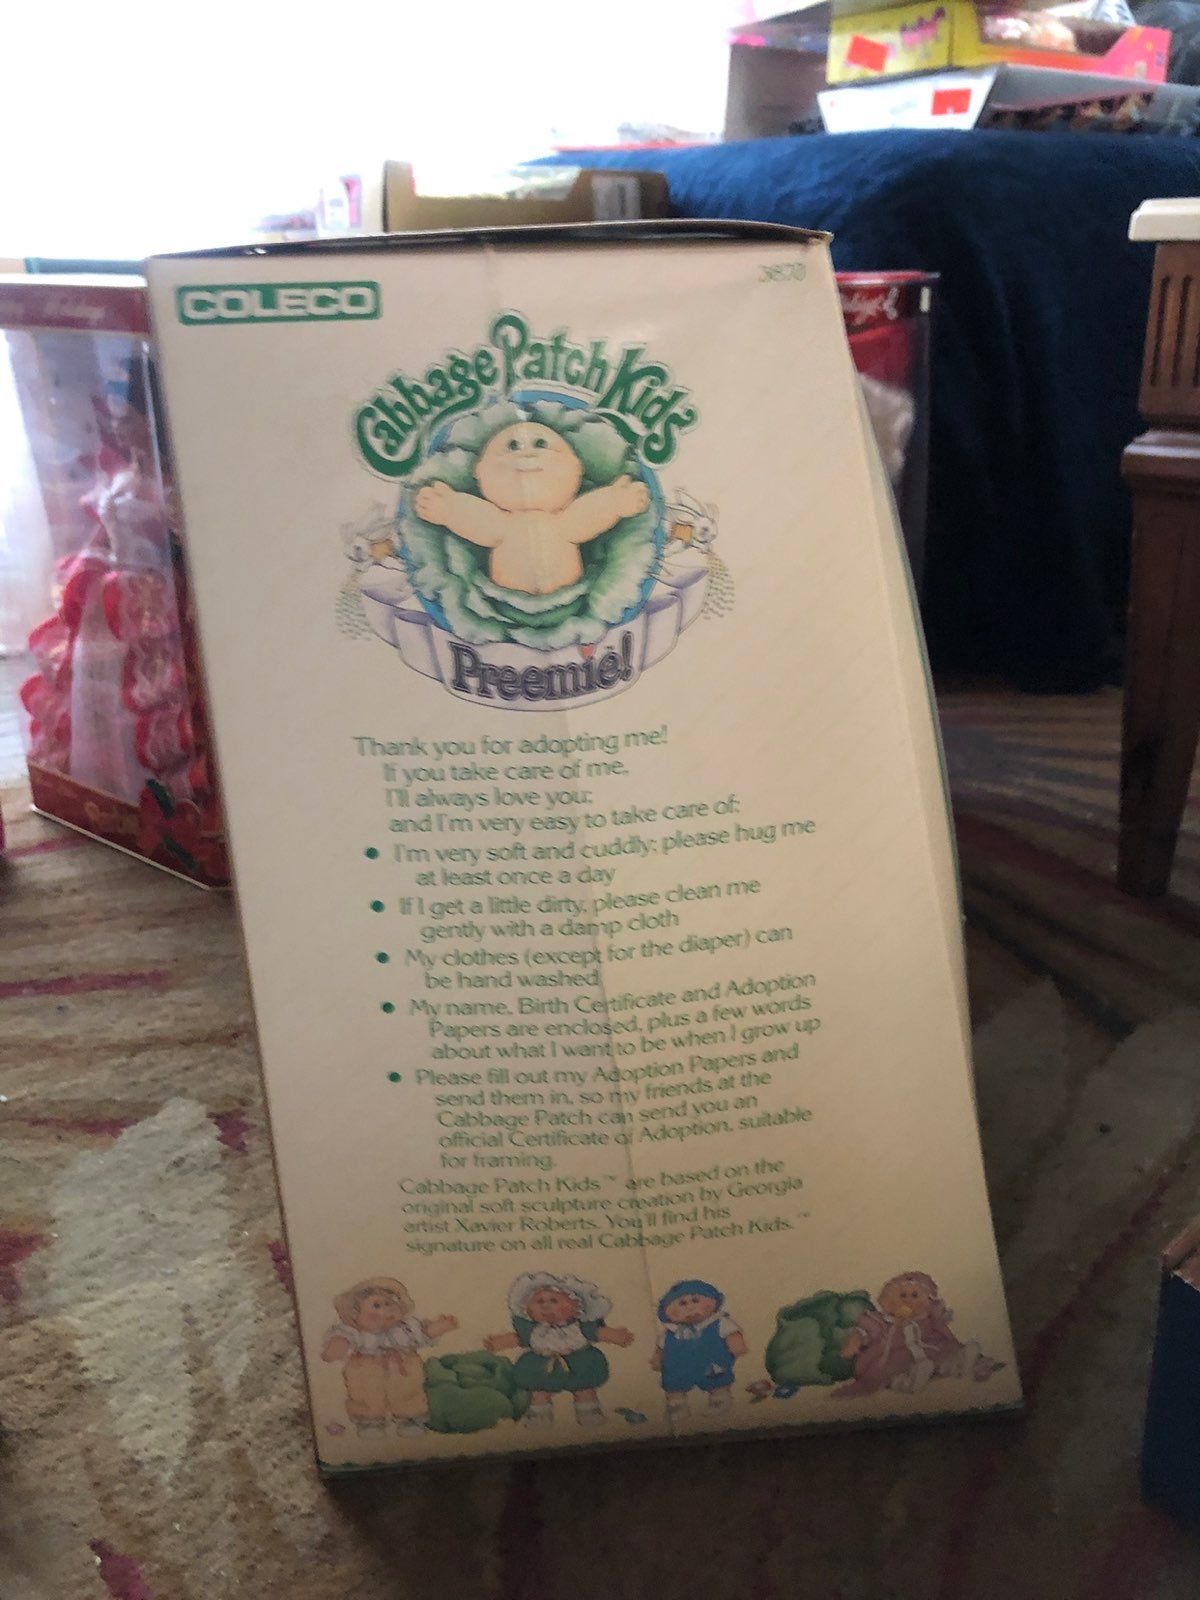 COLECO
3870
Cabbage Patch Kids
Preemie!
Thank you for adopting me!
If you take care of me,
I'll always love you;
and I'm very easy to take care of:
• I'm very soft and cuddly; please hug me
at least once a day
• If I get a little dirty, please clean me
gently with a damp cloth
• My clothes (except for the diaper) can
be hand washed
• My name, Birth Certificate and Adoption
Papers are enclosed, plus a few words
about what I want to be when I grow up
• Please fill out my Adoption Papers and
send them in, so my friends at the
Cabbage Patch can send you an
official Certificate of Adoption, suitable
for framing.
Cabbage Patch Kids™ are based on the
original soft sculpture creation by Georgia
artist Xavier Roberts. You'll find his
signature on all real Cabbage Patch Kids.™